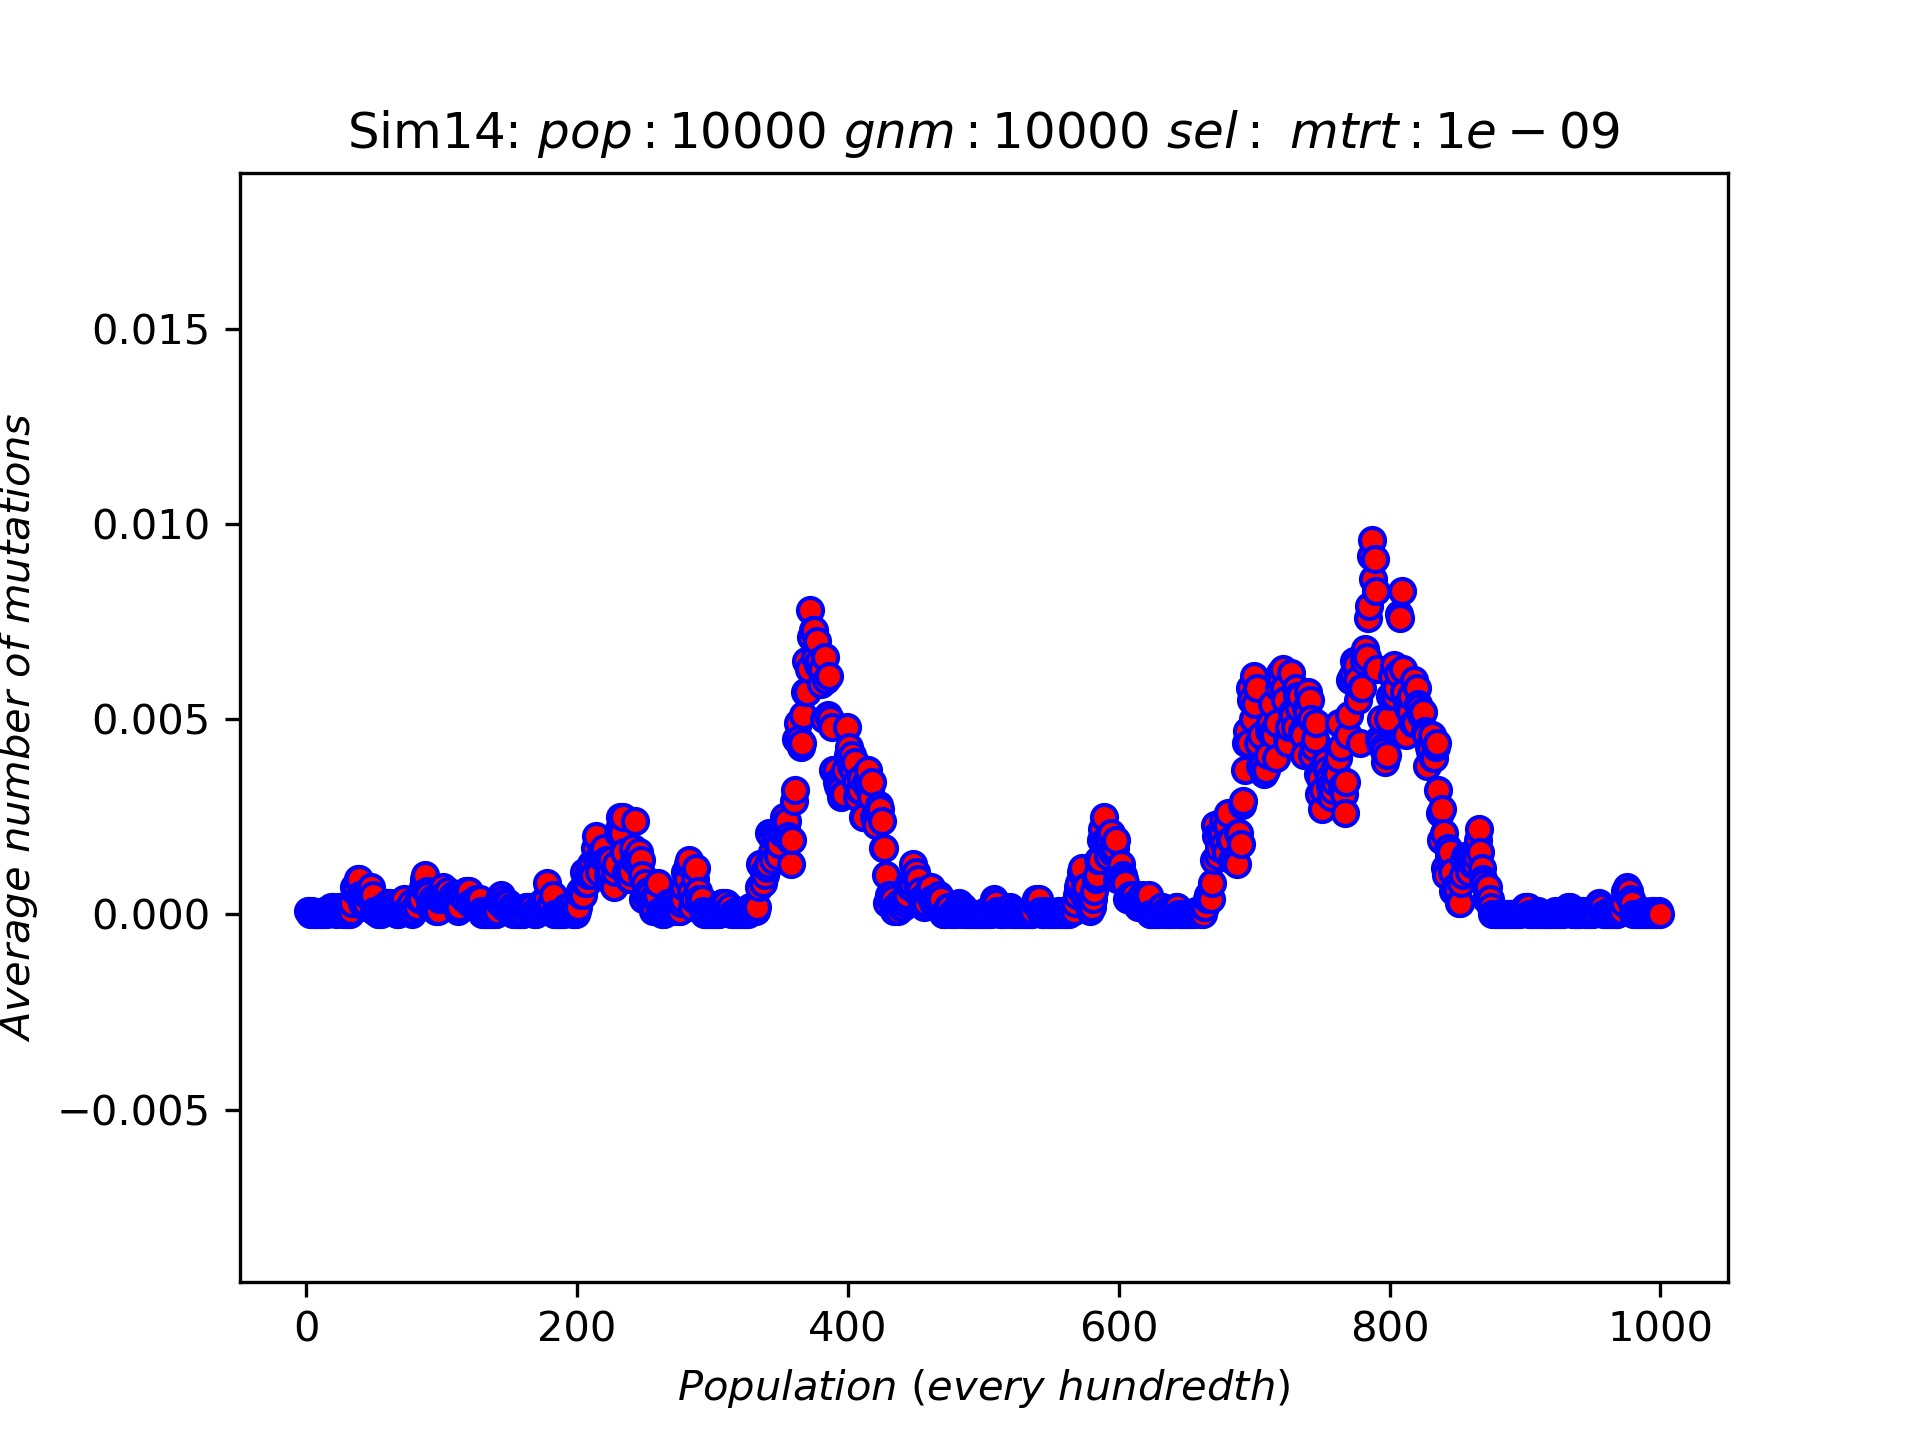 Sim14: pop : 10000 gnm : 10000 sel : mtrt : 1e − 09
Average number of mutations
0.015
0.010
0.005
0.000
−0.005
0 200 400 600 800 1000
Population (every hundredth)